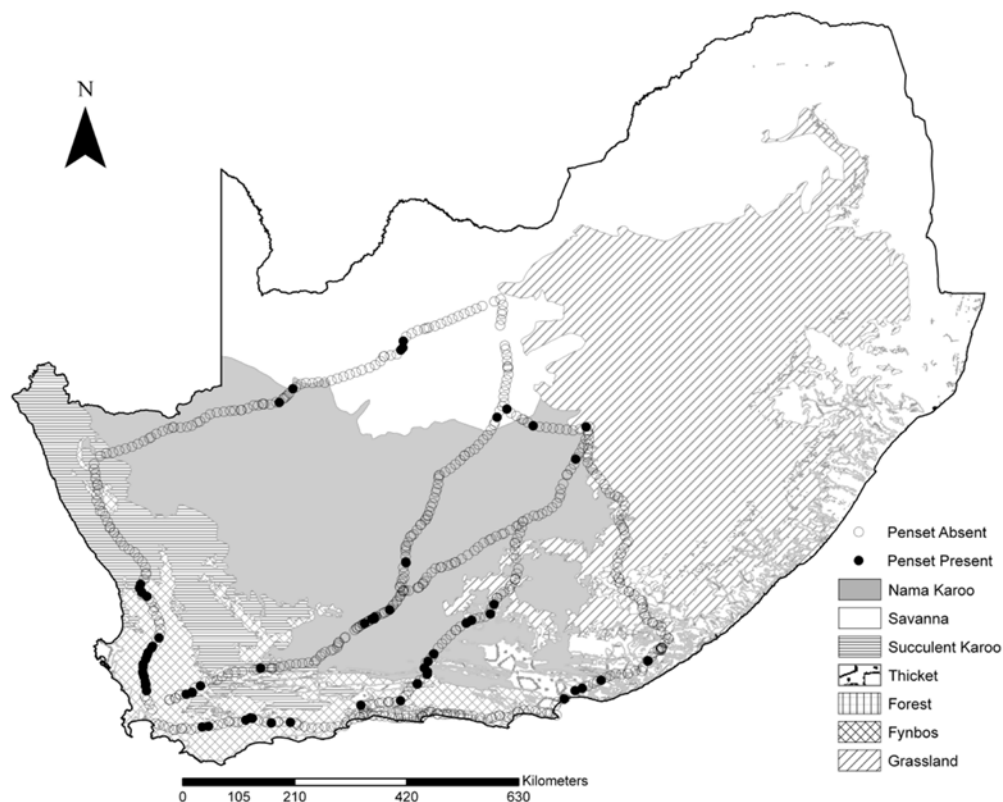 N
Penset Absent
Penset Present
Nama Karoo
Savanna
Succulent Karoo
Thicket
Forest
Fynbos
Grassland
Kilometers
0 105 210 420 630